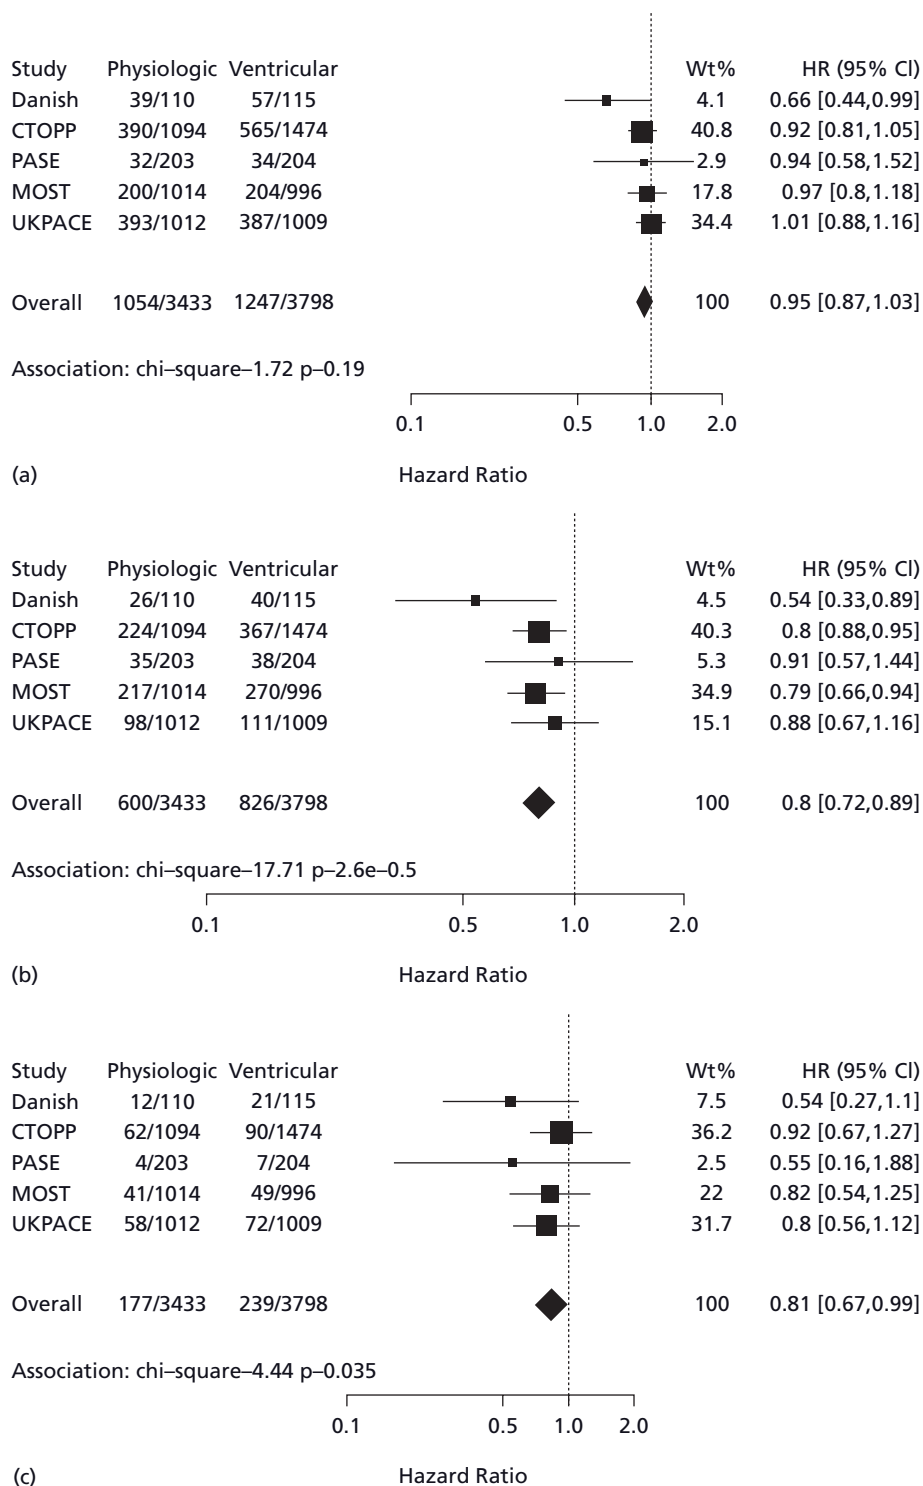 Study Physiologic Ventricular Wt% HR (95% CI)
Danish 39/110 57/115 4.1 0.66 [0.44,0.99]
CTOPP 390/1094 565/1474 40.8 0.92 [0.81,1.05]
PASE 32/203 34/204 2.9 0.94 [0.58,1.52]
MOST 200/1014 204/996 17.8 0.97 [0.8,1.18]
UKPACE 393/1012 387/1009 34.4 1.01 [0.88,1.16]
Overall 1054/3433 1247/3798 100 0.95 [0.87,1.03]
Association: chi–square–1.72 p–0.19
0.1 0.5 1.0 2.0
(a) Hazard Ratio
Study Physiologic Ventricular Wt% HR (95% CI)
Danish 26/110 40/115 4.5 0.54 [0.33,0.89]
CTOPP 224/1094 367/1474 40.3 0.8 [0.88,0.95]
PASE 35/203 38/204 5.3 0.91 [0.57,1.44]
MOST 217/1014 270/996 34.9 0.79 [0.66,0.94]
UKPACE 98/1012 111/1009 15.1 0.88 [0.67,1.16]
Overall 600/3433 826/3798 100 0.8 [0.72,0.89]
Association: chi–square–17.71 p–2.6e–0.5
0.1 0.5 1.0 2.0
(b) Hazard Ratio
Study Physiologic Ventricular Wt% HR (95% CI)
Danish 12/110 21/115 7.5 0.54 [0.27,1.1]
CTOPP 62/1094 90/1474 36.2 0.92 [0.67,1.27]
PASE 4/203 7/204 2.5 0.55 [0.16,1.88]
MOST 41/1014 49/996 22 0.82 [0.54,1.25]
UKPACE 58/1012 72/1009 31.7 0.8 [0.56,1.12]
Overall 177/3433 239/3798 100 0.81 [0.67,0.99]
Association: chi–square–4.44 p–0.035
0.1 0.5 1.0 2.0
(c) Hazard Ratio